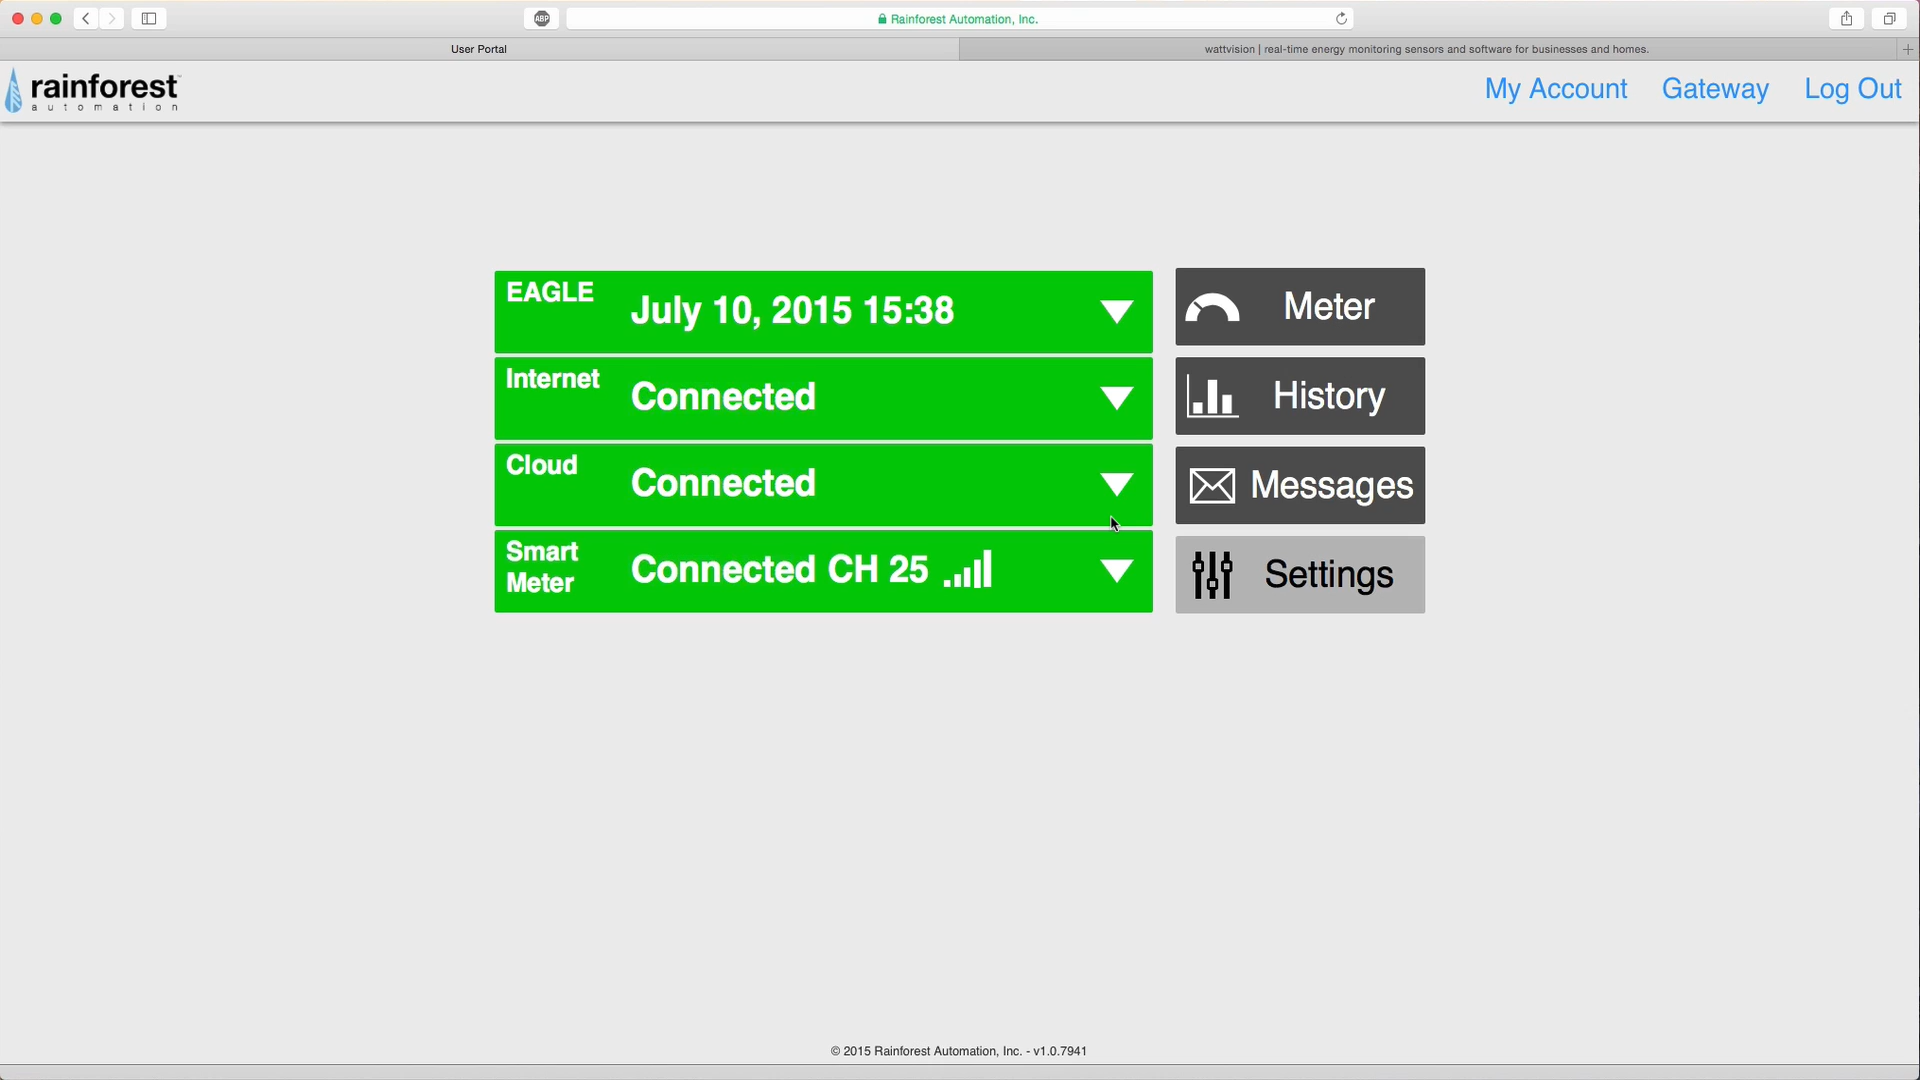 ABP
Rainforest Automation, Inc.
User Portal
wattvision | real-time energy monitoring sensors and software for businesses and homes.
rainforest
automation
My Account
Gateway
Log Out
EAGLE
July 10, 2015 15:38
Internet
Connected
Cloud
Connected
Smart
Meter
Connected CH 25
Meter
History
Messages
Settings
© 2015 Rainforest Automation, Inc. - v1.0.7941